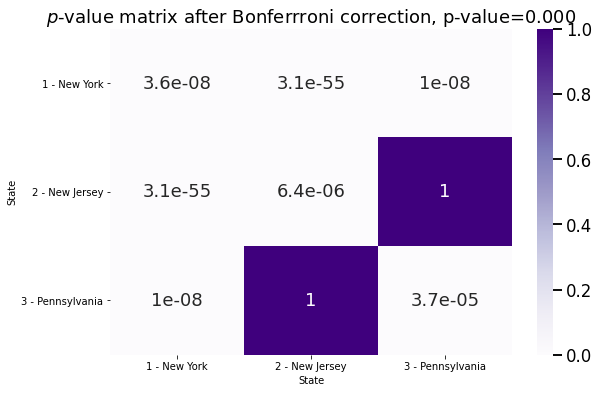 p-value matrix after Bonferrroni correction, p-value=0.000
1 - New York 3.6e-08 3.1e-55 1e-08
2 - New Jersey 3.1e-55 6.4e-06 1
3 - Pennsylvania 1e-08 1 3.7e-05
1 - New York 2 - New Jersey 3 - Pennsylvania
State
State
1.0
0.8
0.6
0.4
0.2
0.0